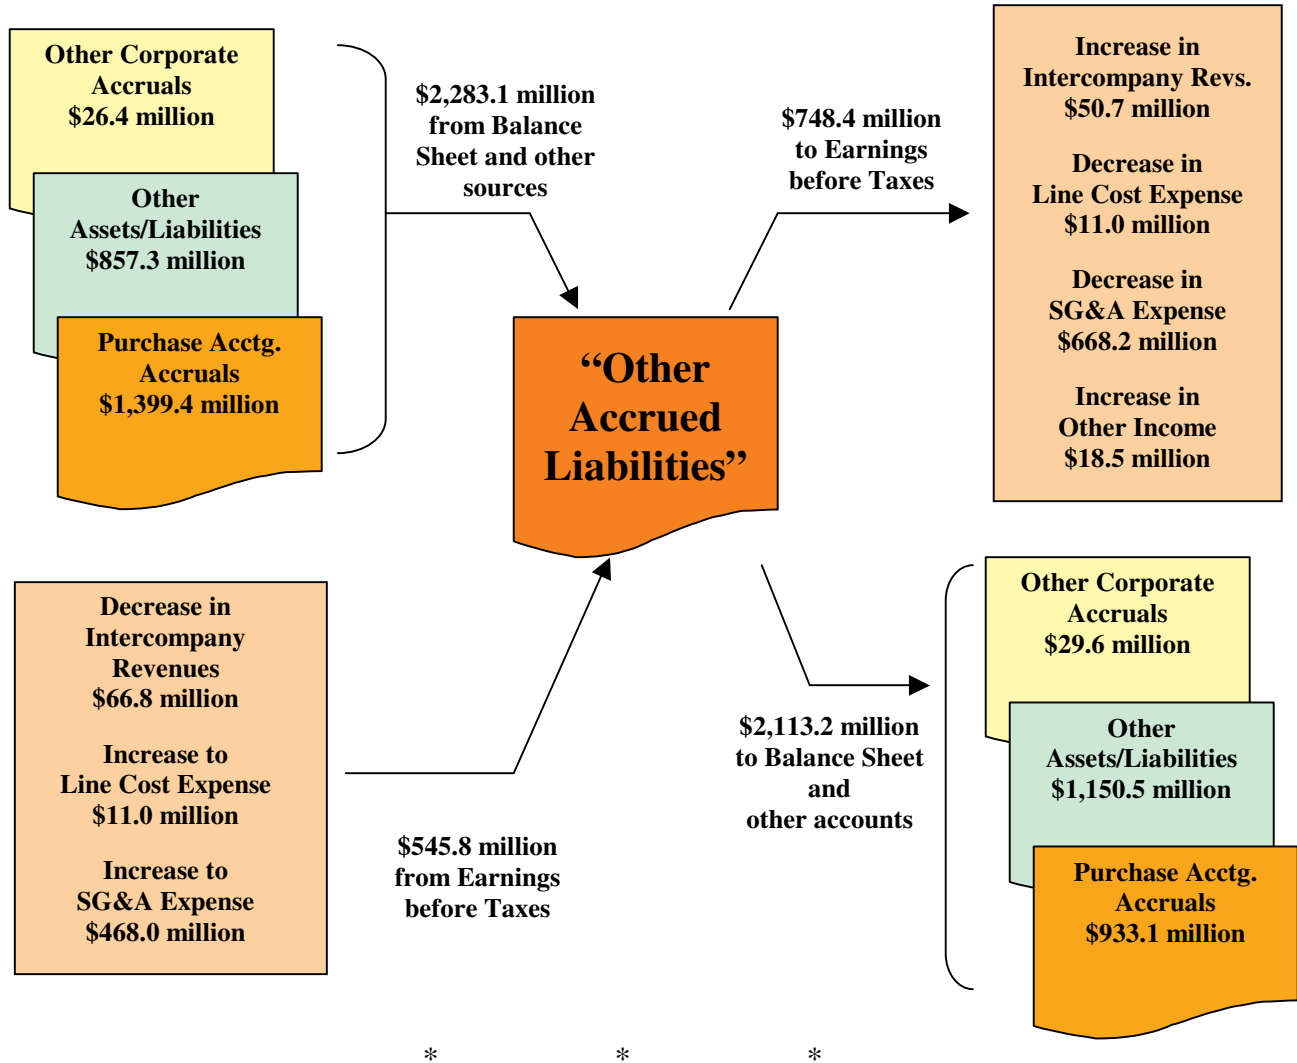 Other Corporate
Accruals
$26.4 million
Other
Assets/Liabilities
$857.3 million
Purchase Acctg.
Accruals
$1,399.4 million
$2,283.1 million
from Balance
Sheet and other
sources
“Other
Accrued
Liabilities”
$748.4 million
to Earnings
before Taxes
Increase in
Intercompany Revs.
$50.7 million
Decrease in
Line Cost Expense
$11.0 million
Decrease in
SG&A Expense
$668.2 million
Increase in
Other Income
$18.5 million
Decrease in
Intercompany
Revenues
$66.8 million
Increase to
Line Cost Expense
$11.0 million
Increase to
SG&A Expense
$468.0 million
$545.8 million
from Earnings
before Taxes
$2,113.2 million
to Balance Sheet
and
other accounts
Other Corporate
Accruals
$29.6 million
Other
Assets/Liabilities
$1,150.5 million
Purchase Acctg.
Accruals
$933.1 million
* * *